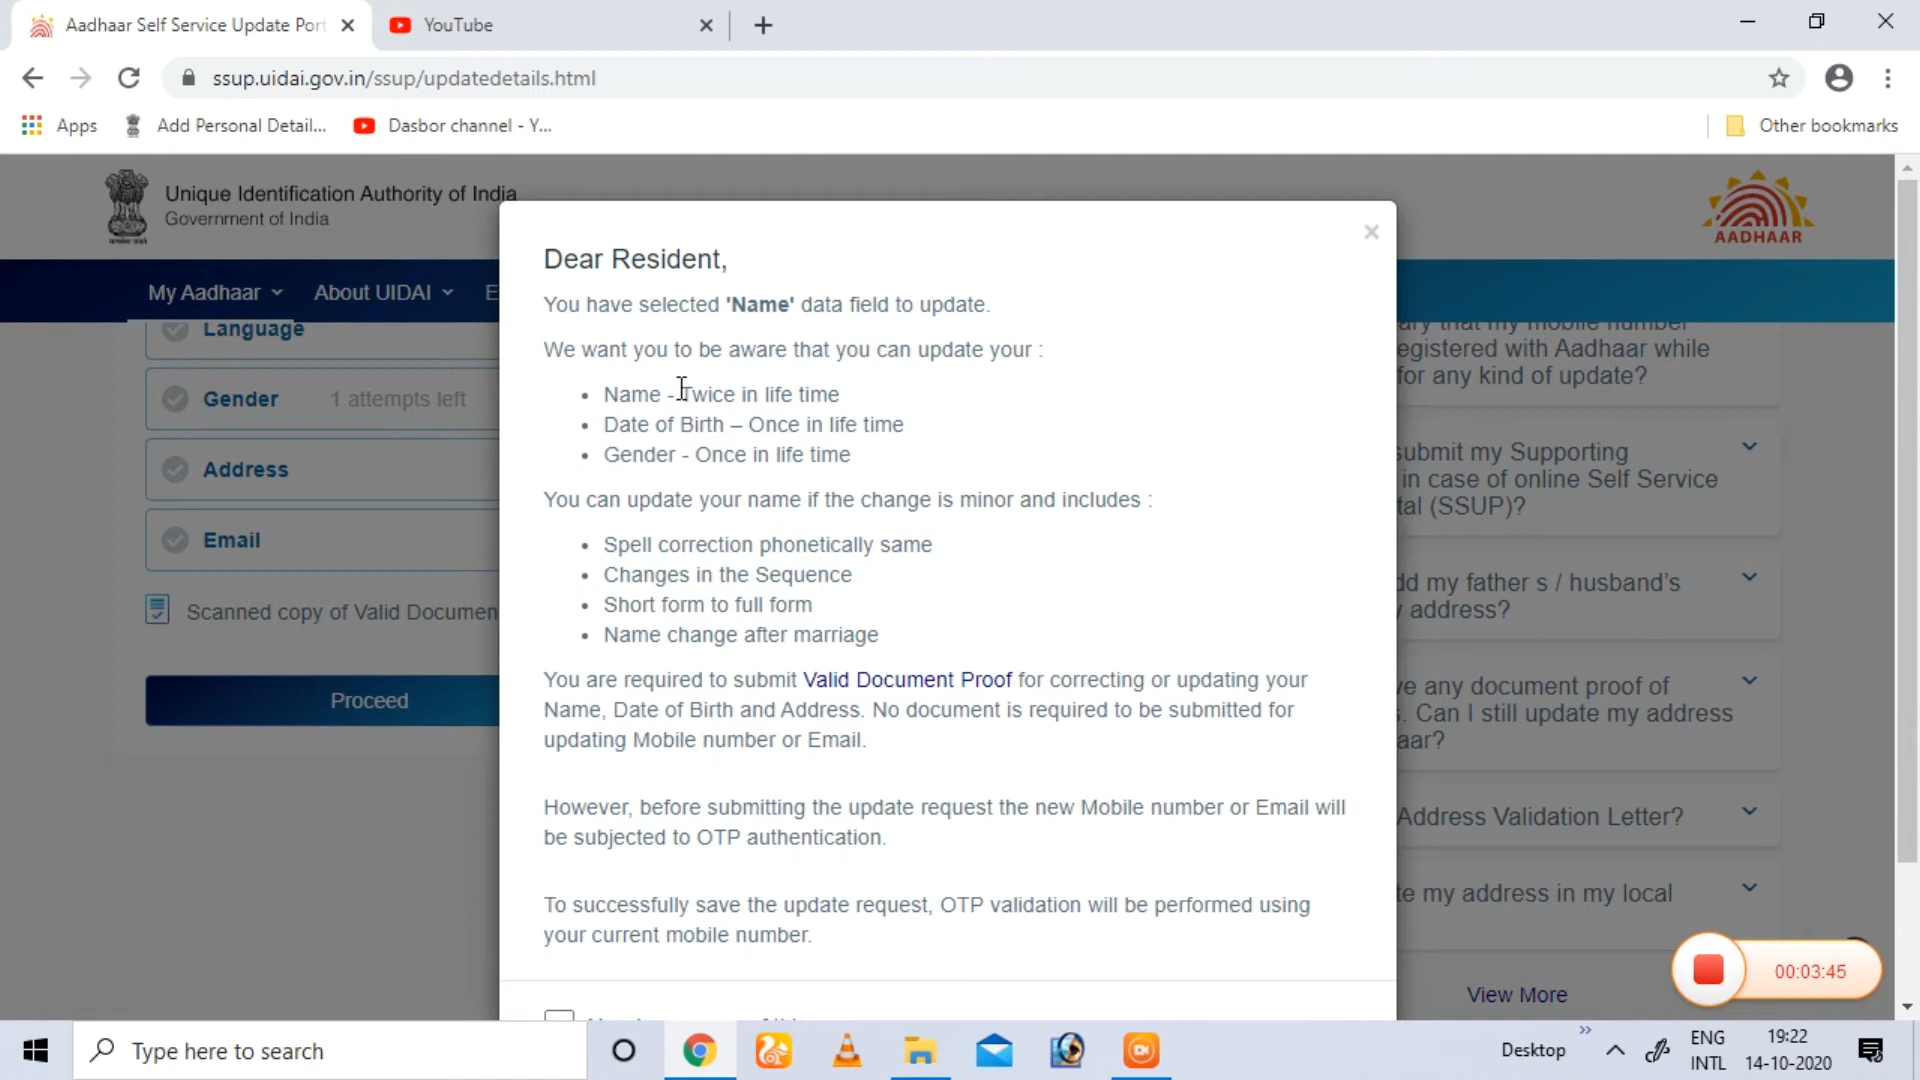 Aadhaar Self Service Update Port
YouTube
ssup.uidai.gov.in/ssup/updatedetails.html
Apps
Add Personal Detail...
Dasbor channel - Y...
Other bookmarks
Unique Identification Authority of India
Government of India
AADHAAR
My Aadhaar
About UIDAI
E
Language
Gender 1 attempts left
Address
Email
Scanned copy of Valid Documen
Proceed
Dear Resident,
You have selected 'Name' data field to update.
We want you to be aware that you can update your :
• Name - Twice in life time
• Date of Birth – Once in life time
• Gender - Once in life time
You can update your name if the change is minor and includes :
• Spell correction phonetically same
• Changes in the Sequence
• Short form to full form
• Name change after marriage
You are required to submit Valid Document Proof for correcting or updating your
Name, Date of Birth and Address. No document is required to be submitted for
updating Mobile number or Email.
However, before submitting the update request the new Mobile number or Email will
be subjected to OTP authentication.
To successfully save the update request, OTP validation will be performed using
your current mobile number.
ary that my mobile number
egistered with Aadhaar while
for any kind of update?
submit my Supporting
in case of online Self Service
tal (SSUP)?
dd my father s / husband's
address?
ve any document proof of
s. Can I still update my address
aar?
Address Validation Letter?
te my address in my local
View More
00:03:45
Type here to search
Desktop
ENG
INTL
19:22
14-10-2020